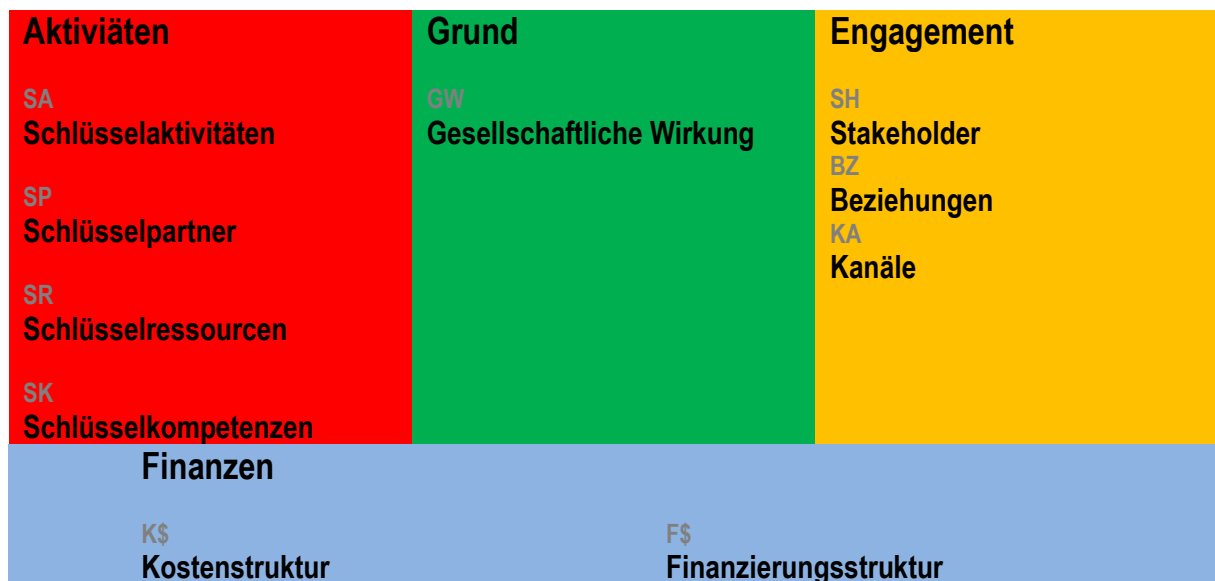 Aktiviäten
SA
Schlüsselaktivitäten
SP
Schlüsselpartner
SR
Schlüsselressourcen
SK
Schlüsselkompetenzen
Grund
GW
Gesellschaftliche Wirkung
Engagement
SH
Stakeholder
BZ
Beziehungen
KA
Kanäle
Finanzen
K$
Kostenstruktur
F$
Finanzierungsstruktur